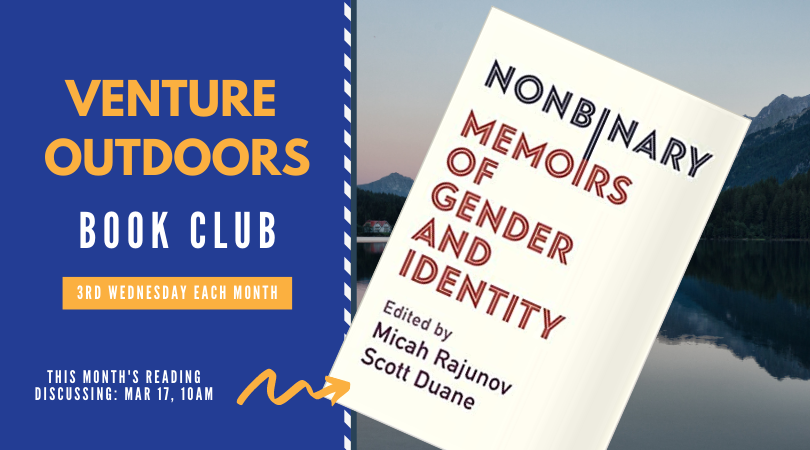 VENTURE
OUTDOORS
BOOK CLUB
3RD WEDNESDAY EACH MONTH
THIS MONTH'S READING
DISCUSSING: MAR 17, 10AM
NONBINARY
MEMOIRS
OF
GENDER
AND
IDENTITY
Edited by
Micah Rajunov
Scott Duane